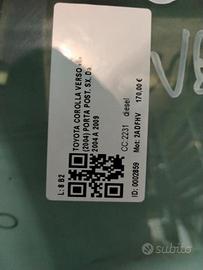 TOYOTA COROLLA VERSO
(2004) PORTA POST. SX. D
2004 A 2009
CC:2231 diesel
Mot: 2ADFHV 170,00 €
L: 8 B2
ID: 0002859
subito